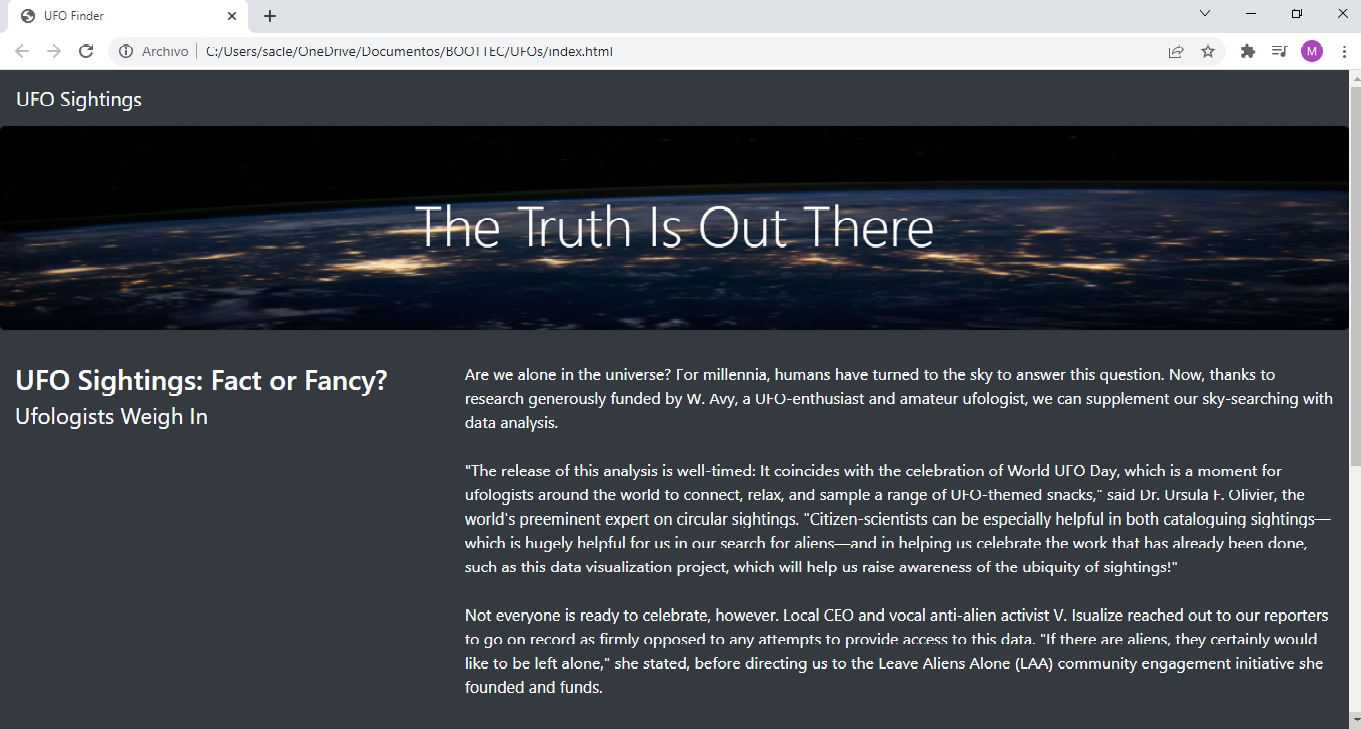 UFO Finder
Archivo | C:/Users/sacle/OneDrive/Documentos/BOOTTEC/UFOs/index.html
M
UFO Sightings
The Truth Is Out There
UFO Sightings: Fact or Fancy?
Ufologists Weigh In
Are we alone in the universe? For millennia, humans have turned to the sky to answer this question. Now, thanks to
research generously funded by W. Avy, a UFO-enthusiast and amateur ufologist, we can supplement our sky-searching with
data analysis.
"The release of this analysis is well-timed: It coincides with the celebration of World UFO Day, which is a moment for
ufologists around the world to connect, relax, and sample a range of UFO-themed snacks," said Dr. Ursula F. Olivier, the
world's preeminent expert on circular sightings. "Citizen-scientists can be especially helpful in both cataloguing sightings—
which is hugely helpful for us in our search for aliens—and in helping us celebrate the work that has already been done,
such as this data visualization project, which will help us raise awareness of the ubiquity of sightings!"
Not everyone is ready to celebrate, however. Local CEO and vocal anti-alien activist V. Isualize reached out to our reporters
to go on record as firmly opposed to any attempts to provide access to this data. "If there are aliens, they certainly would
like to be left alone," she stated, before directing us to the Leave Aliens Alone (LAA) community engagement initiative she
founded and funds.